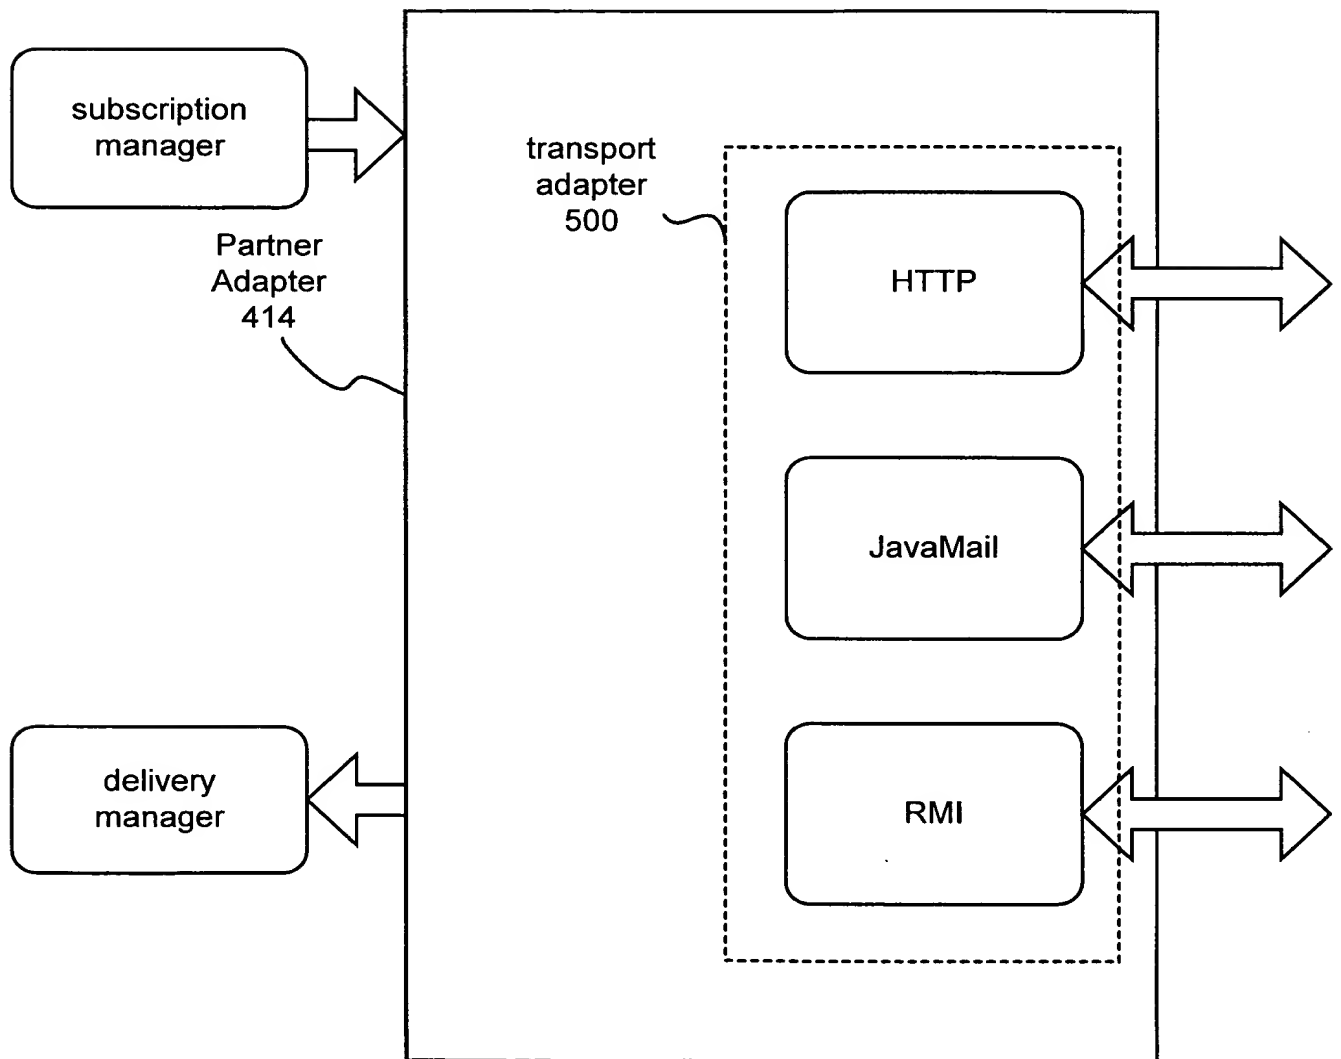 subscription
manager
transport
adapter
500
Partner
Adapter
414
HTTP
JavaMail
delivery
manager
RMI